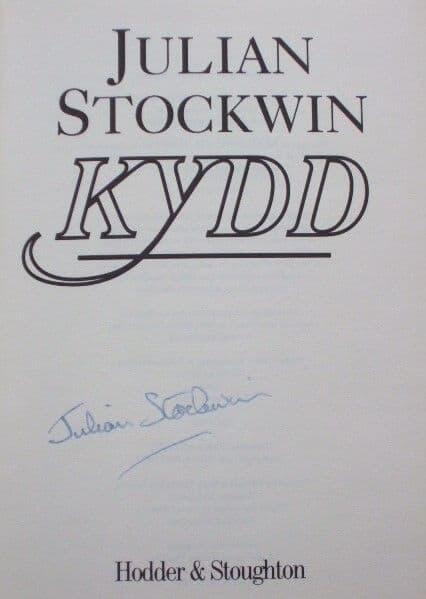 JULIAN
STOCKWIN
KYDD
Julian Stockwin
Hodder & Stoughton